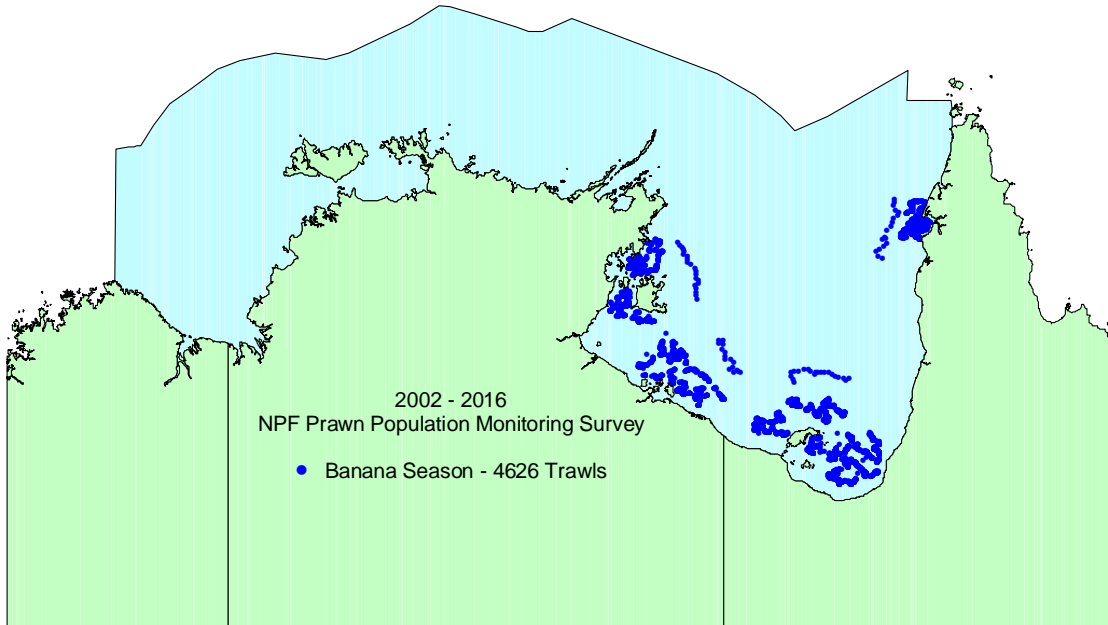 2002 - 2016
NPF Prawn Population Monitoring Survey
Banana Season - 4626 Trawls